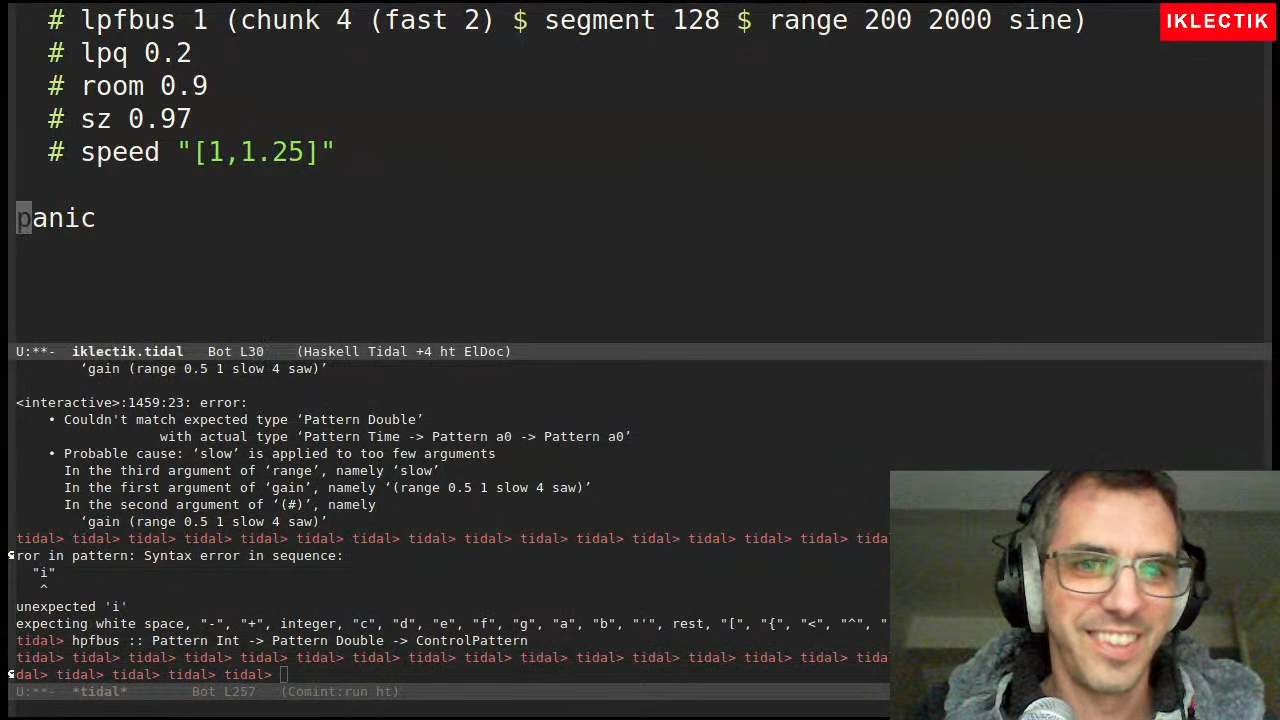 # lpfbus 1 (chunk 4 (fast 2) $ segment 128 $ range 200 2000 sine)
IKLECTIK
# lpq 0.2
# room 0.9
# sz 0.97
# speed "[1,1.25]"
panic
U:**- iklectik.tidal Bot L30 (Haskell Tidal +4 ht ElDoc)
‘gain (range 0.5 1 slow 4 saw)’
<interactive>:1459:23: error:
• Couldn't match expected type ‘Pattern Double’
with actual type ‘Pattern Time -> Pattern a0 -> Pattern a0’
• Probable cause: ‘slow’ is applied to too few arguments
In the third argument of ‘range’, namely ‘slow’
In the first argument of ‘gain’, namely ‘(range 0.5 1 slow 4 saw)’
In the second argument of ‘(#)’, namely
‘gain (range 0.5 1 slow 4 saw)’
tidal> tidal> tidal> tidal> tidal> tidal> tidal> tidal> tidal> tidal> tidal> tidal> tidal> tidal> tidal> tida
ror in pattern: Syntax error in sequence:
"i"
^
unexpected 'i'
expecting white space, "-", "+", integer, "c", "d", "e", "f", "g", "a", "b", "'", rest, "[", "{", "<", "^", "
tidal> hpfbus :: Pattern Int -> Pattern Double -> ControlPattern
tidal> tidal> tidal> tidal> tidal> tidal> tidal> tidal> tidal> tidal> tidal> tidal> tidal> tidal> tidal> tida
dal> tidal> tidal> tidal> tidal>
U:**- *tidal* Bot L257 (Comint:run ht)